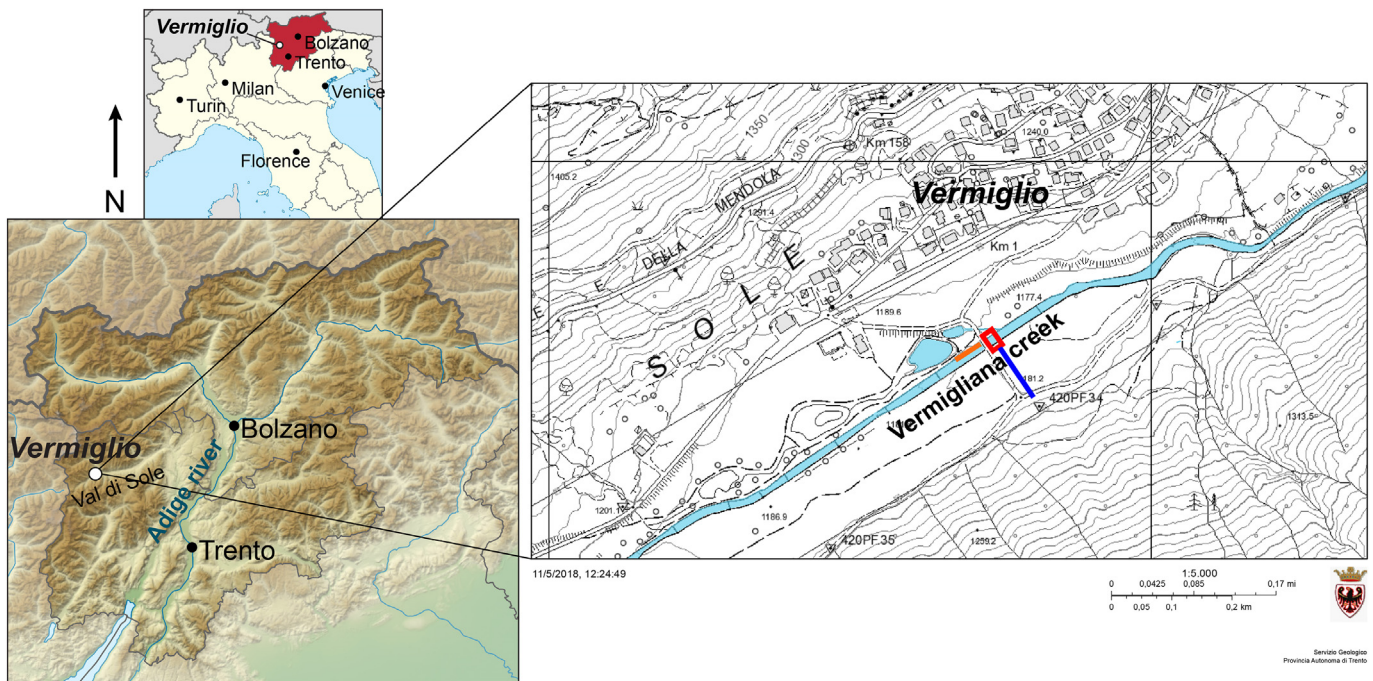 Vermiglio
Bolzano
Trento
Milan
Venice
Turin
Florence
N
Vermiglio
Bolzano
Val di Sole
Adige river
Trento
1350
1300
Km 158
1240.0
1405.2
MENDOLA
1291.4
DELLA
E
E
Vermiglio
Km 1
S O L E
1177.4
1189.6
Vermigliana creek
181.2
420PF.34
1313.5
1201.1
1186.9
420PF.35
1259.2
11/5/2018, 12:24:49
1:5.000
0 0,0425 0,085 0,17 mi
0 0,05 0,1 0,2 km
Servizio Geologico
Provincia Autonoma di Trento